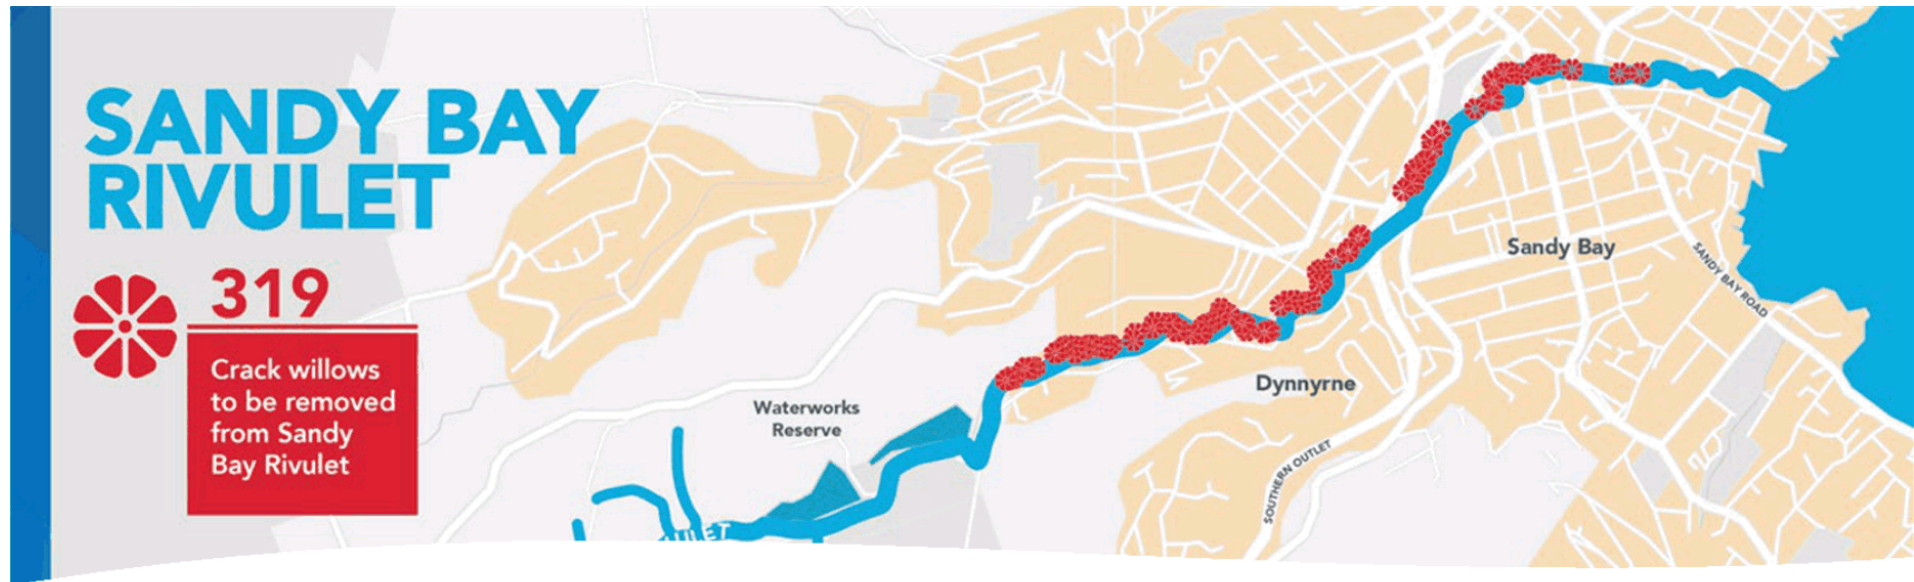 SANDY BAY
RIVULET
319
Crack willows
to be removed
from Sandy
Bay Rivulet
Waterworks
Reserve
Dynnyrne
Sandy Bay
SANDY BAY ROAD
SOUTHERN OUTLET